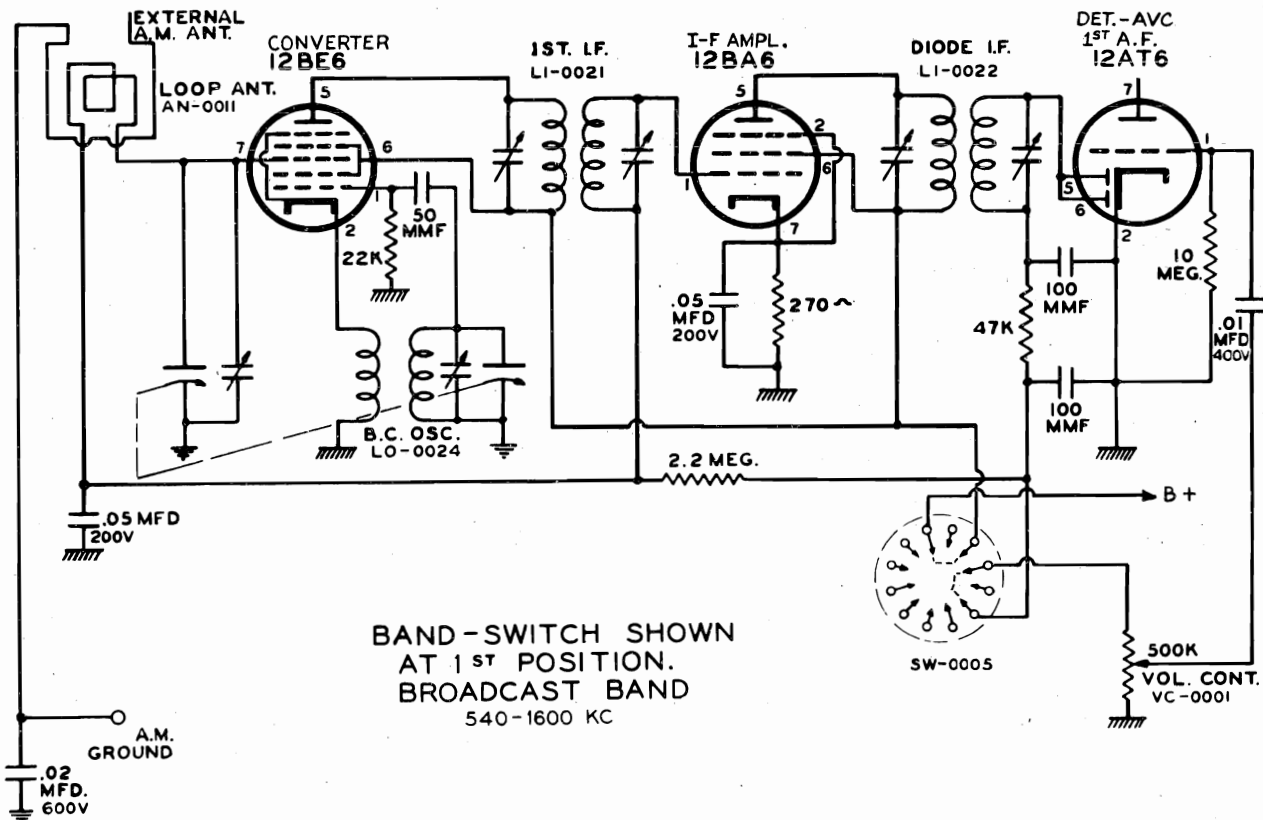 EXTERNAL
A.M. ANT.
LOOP ANT.
AN-0011
CONVERTER
12BE6
5
7
6
1
2
50
MMF
22K
1ST. I.F.
LI-0021
I-F AMPL.
12BA6
5
2
6
1
7
.05
MFD
200V
270 ~
DIODE I.F.
LI-0022
DET.-AVC
1ST A.F.
12AT6
7
1
5
6
2
10
MEG.
100
MMF
47K
100
MMF
.01
MFD
400V
B.C. OSC.
LO-0024
2.2 MEG.
B+
.05 MFD
200V
SW-0005
500K
VOL. CONT.
VC-0001
BAND-SWITCH SHOWN
AT 1ST POSITION.
BROADCAST BAND
540-1600 KC
A.M.
GROUND
.02
MFD.
600V